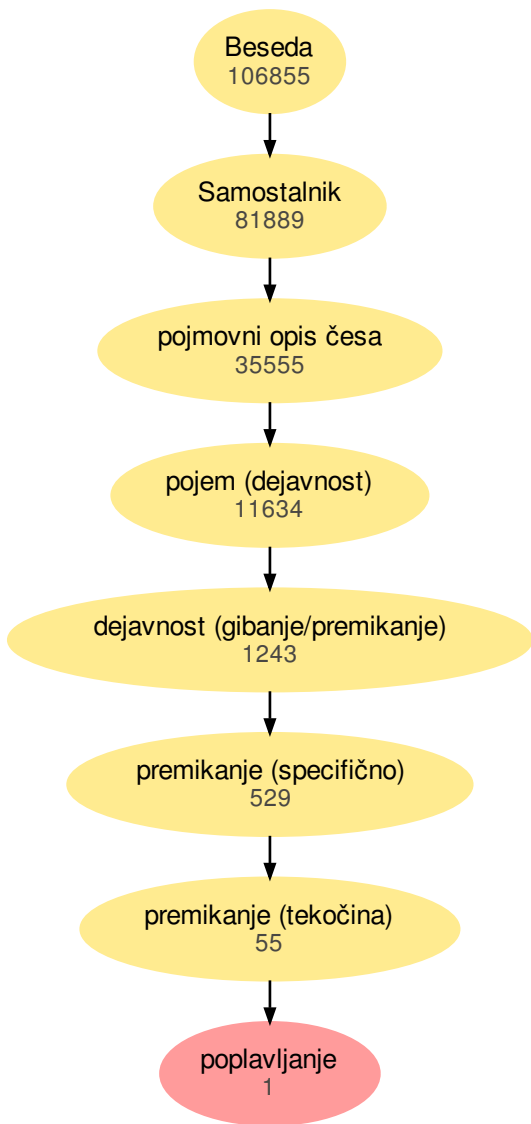 Beseda
106855
Samostalnik
81889
pojmovni opis česa
35555
pojem (dejavnost)
11634
dejavnost (gibanje/premikanje)
1243
premikanje (specifično)
529
premikanje (tekočina)
55
poplavljanje
1